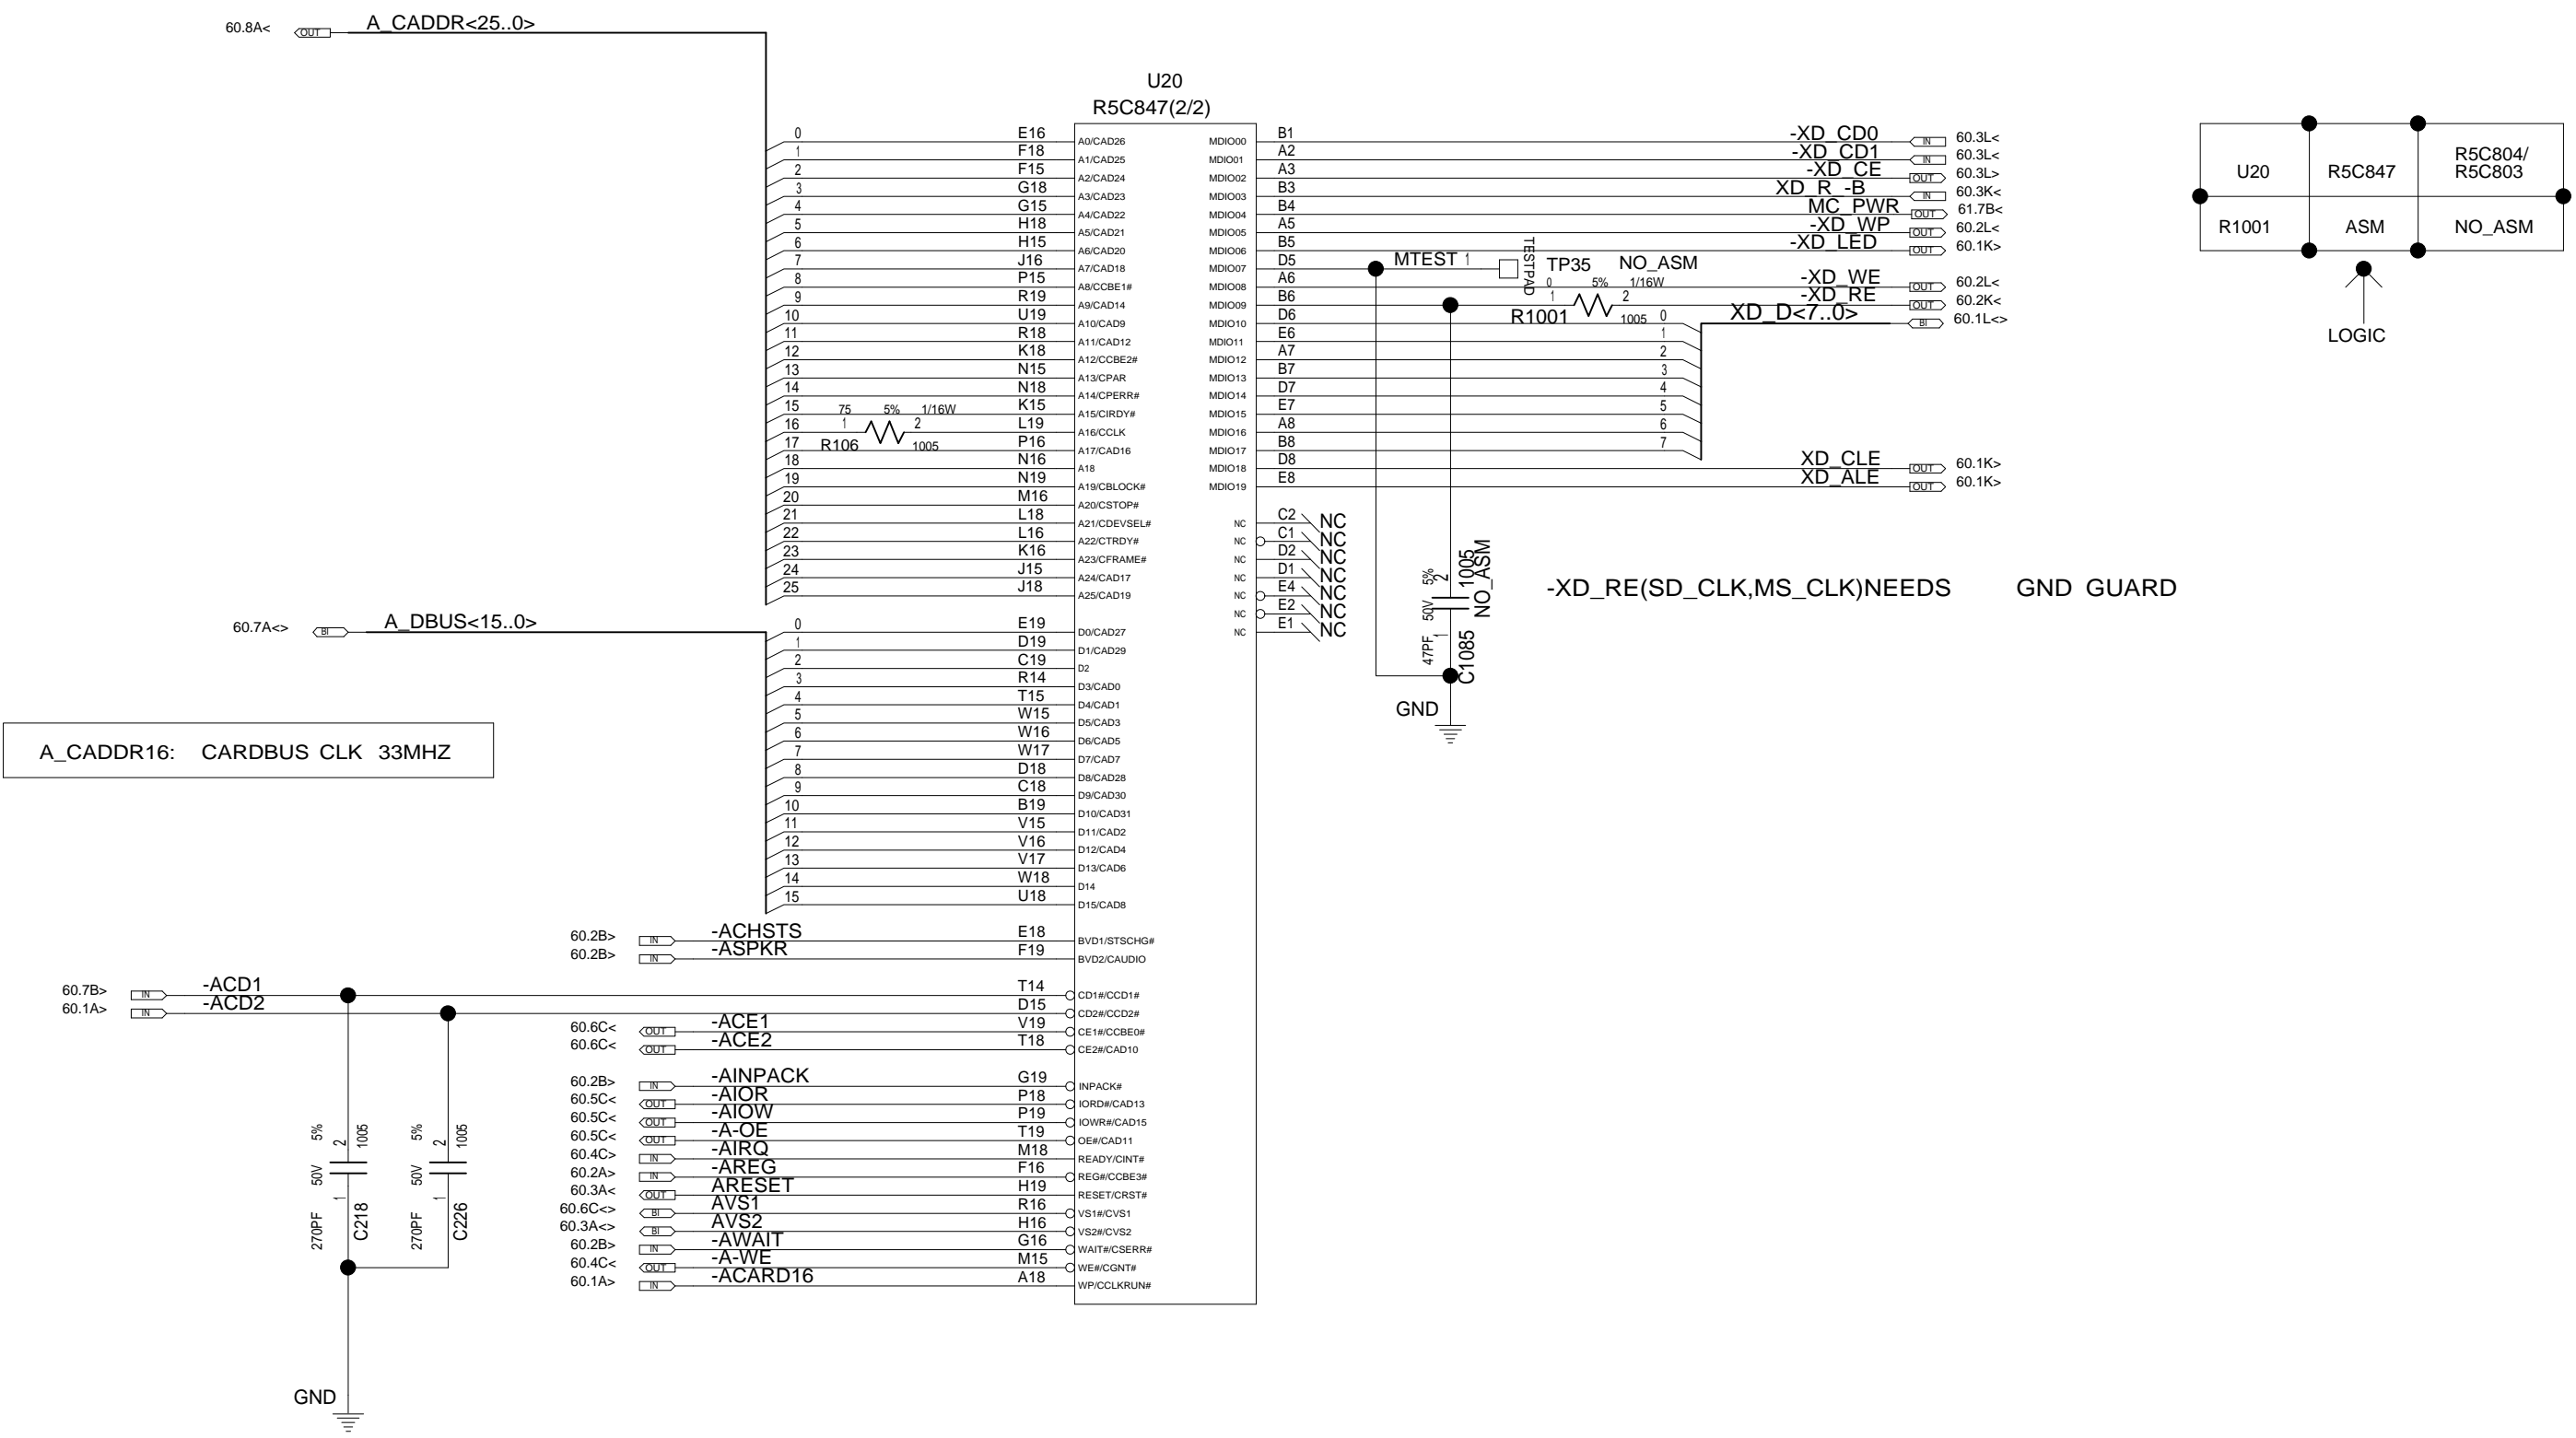 60.8A< OUT A_CADDR<25..0>
U20
R5C847(2/2)
0 E16 A0/CAD26
1 F18 A1/CAD25
2 F15 A2/CAD24
3 G18 A3/CAD23
4 G15 A4/CAD22
5 H18 A5/CAD21
6 H15 A6/CAD20
7 J16 A7/CAD18
8 P15 A8/CCBE1#
9 R19 A9/CAD14
10 U19 A10/CAD9
11 R18 A11/CAD12
12 K18 A12/CCBE2#
13 N15 A13/CPAR
14 N18 A14/CPERR#
15 K15 A15/CIRDY#
75 5% 1/16W
16 1 2 L19 A16/CCLK
R106 1005
17 P16 A17/CAD16
18 N16 A18
19 N19 A19/CBLOCK#
20 M16 A20/CSTOP#
21 L18 A21/CDEVSEL#
22 L16 A22/CTRDY#
23 K16 A23/CFRAME#
24 J15 A24/CAD17
25 J18 A25/CAD19
60.7A<> BI A_DBUS<15..0>
0 E19 D0/CAD27
1 D19 D1/CAD29
2 C19 D2
3 R14 D3/CAD0
4 T15 D4/CAD1
5 W15 D5/CAD3
6 W16 D6/CAD5
7 W17 D7/CAD7
8 D18 D8/CAD28
9 C18 D9/CAD30
10 B19 D10/CAD31
11 V15 D11/CAD2
12 V16 D12/CAD4
13 V17 D13/CAD6
14 W18 D14
15 U18 D15/CAD8
A_CADDR16: CARDBUS CLK 33MHZ
60.2B> IN -ACHSTS E18 BVD1/STSCHG#
60.2B> IN -ASPKR F19 BVD2/CAUDIO
60.7B> IN -ACD1 T14 CD1#/CCD1#
60.1A> IN -ACD2 D15 CD2#/CCD2#
60.6C< OUT -ACE1 V19 CE1#/CCBE0#
60.6C< OUT -ACE2 T18 CE2#/CAD10
60.2B> IN -AINPACK G19 INPACK#
60.5C< OUT -AIOR P18 IORD#/CAD13
60.5C< OUT -AIOW P19 IOWR#/CAD15
60.5C< OUT -A-OE T19 OE#/CAD11
60.4C> IN -AIRQ M18 READY/CINT#
60.2A> IN -AREG F16 REG#/CCBE3#
60.3A< OUT ARESET H19 RESET/CRST#
60.6C<> BI AVS1 R16 VS1#/CVS1
60.3A<> BI AVS2 H16 VS2#/CVS2
60.2B> IN -AWAIT G16 WAIT#/CSERR#
60.4C< OUT -A-WE M15 WE#/CGNT#
60.1A> IN -ACARD16 A18 WP/CCLKRUN#
270PF 50V 5%
1 2
C218 1005
270PF 50V 5%
1 2
C226 1005
GND
MDIO00 B1 -XD_CD0 IN 60.3L<
MDIO01 A2 -XD_CD1 IN 60.3L<
MDIO02 A3 -XD_CE OUT 60.3L>
MDIO03 B3 XD_R_-B IN 60.3K<
MDIO04 B4 MC_PWR OUT 61.7B<
MDIO05 A5 -XD_WP OUT 60.2L<
MDIO06 B5 -XD_LED OUT 60.1K>
MDIO07 D5 MTEST 1 TESTPAD TP35 NO_ASM
MDIO08 A6 -XD_WE OUT 60.2L<
0 5% 1/16W
MDIO09 B6 1 2 -XD_RE OUT 60.2K<
R1001 1005
MDIO10 D6 0 XD_D<7..0> BI 60.1L<>
MDIO11 E6 1
MDIO12 A7 2
MDIO13 B7 3
MDIO14 D7 4
MDIO15 E7 5
MDIO16 A8 6
MDIO17 B8 7
MDIO18 D8 XD_CLE OUT 60.1K>
MDIO19 E8 XD_ALE OUT 60.1K>
NC C2 NC
NC C1 NC
NC D2 NC
NC D1 NC
NC E4 NC
NC E2 NC
NC E1 NC
47PF 50V 5%
1 2
C1085 1005
NO_ASM
GND
-XD_RE(SD_CLK,MS_CLK)NEEDS GND GUARD
U20 R5C847 R5C804/
R5C803
R1001 ASM NO_ASM
LOGIC